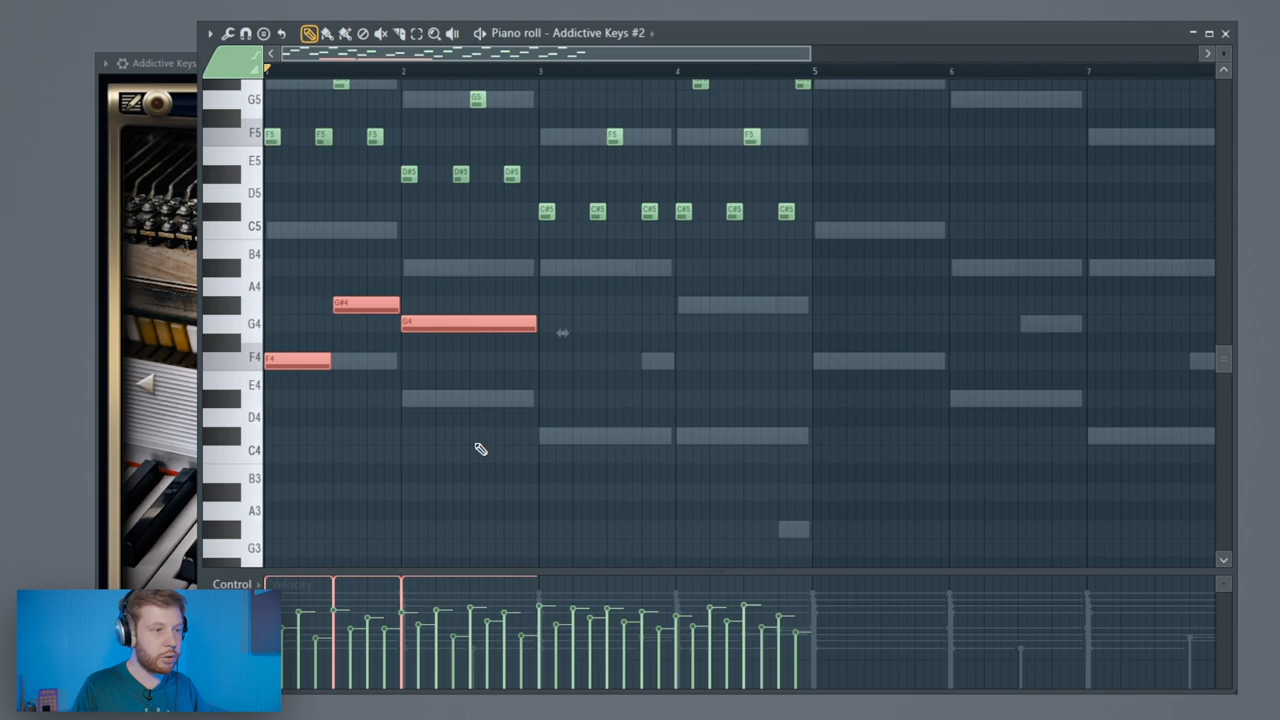 Piano roll - Addictive Keys #2
Addictive Keys
1 2 3 4 5 6 7
G5
G5
F5
F5 F5 F5 F5 F5
E5
D#5 D#5 D#5
D5
C#5 C#5 C#5 C#5 C#5 C#5
C5
B4
A4
G#4
G4
G4
F4
F4
E4
D4
C4
B3
A3
G3
Control Velocity